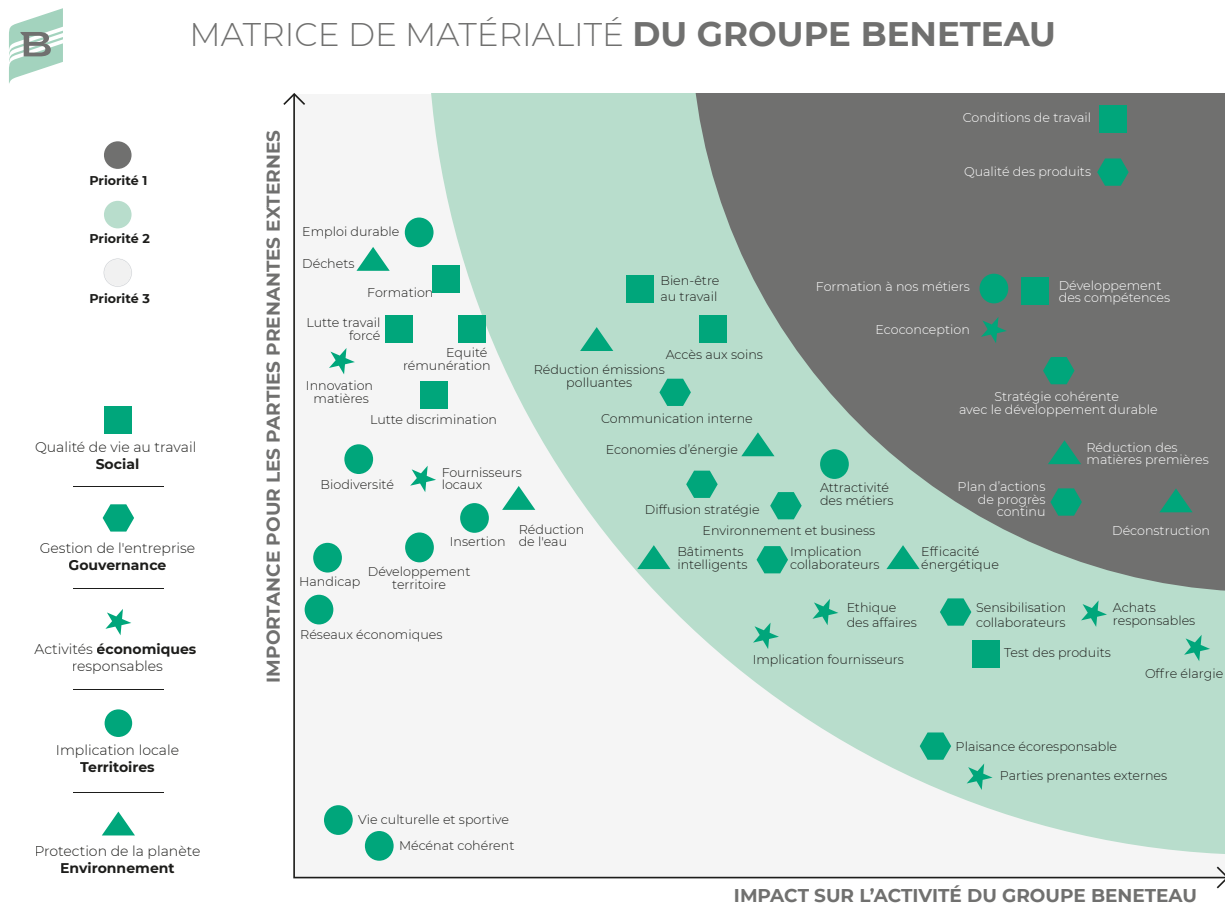 B
MATRICE DE MATÉRIALITÉ DU GROUPE BENETEAU
Priorité 1
Priorité 2
Priorité 3
Qualité de vie au travail
Social
Gestion de l'entreprise
Gouvernance
Activités économiques
responsables
Implication locale
Territoires
Protection de la planète
Environnement
IMPORTANCE POUR LES PARTIES PRENANTES EXTERNES
Conditions de travail
Qualité des produits
Emploi durable
Déchets
Formation
Lutte travail
forcé
Equité
rémunération
Innovation
matières
Lutte discrimination
Biodiversité
Fournisseurs
locaux
Insertion
Réduction
de l'eau
Handicap
Développement
territoire
Réseaux économiques
Vie culturelle et sportive
Mécénat cohérent
Bien-être
au travail
Accès aux soins
Réduction émissions
polluantes
Communication interne
Economies d'énergie
Attractivité
des métiers
Diffusion stratégie
Environnement et business
Bâtiments
intelligents
Implication
collaborateurs
Efficacité
énergétique
Ethique
des affaires
Implication fournisseurs
Sensibilisation
collaborateurs
Achats
responsables
Test des produits
Offre élargie
Plaisance écoresponsable
Parties prenantes externes
Formation à nos métiers
Développement
des compétences
Ecoconception
Stratégie cohérente
avec le développement durable
Réduction des
matières premières
Plan d'actions
de progrès
continu
Déconstruction
IMPACT SUR L'ACTIVITÉ DU GROUPE BENETEAU